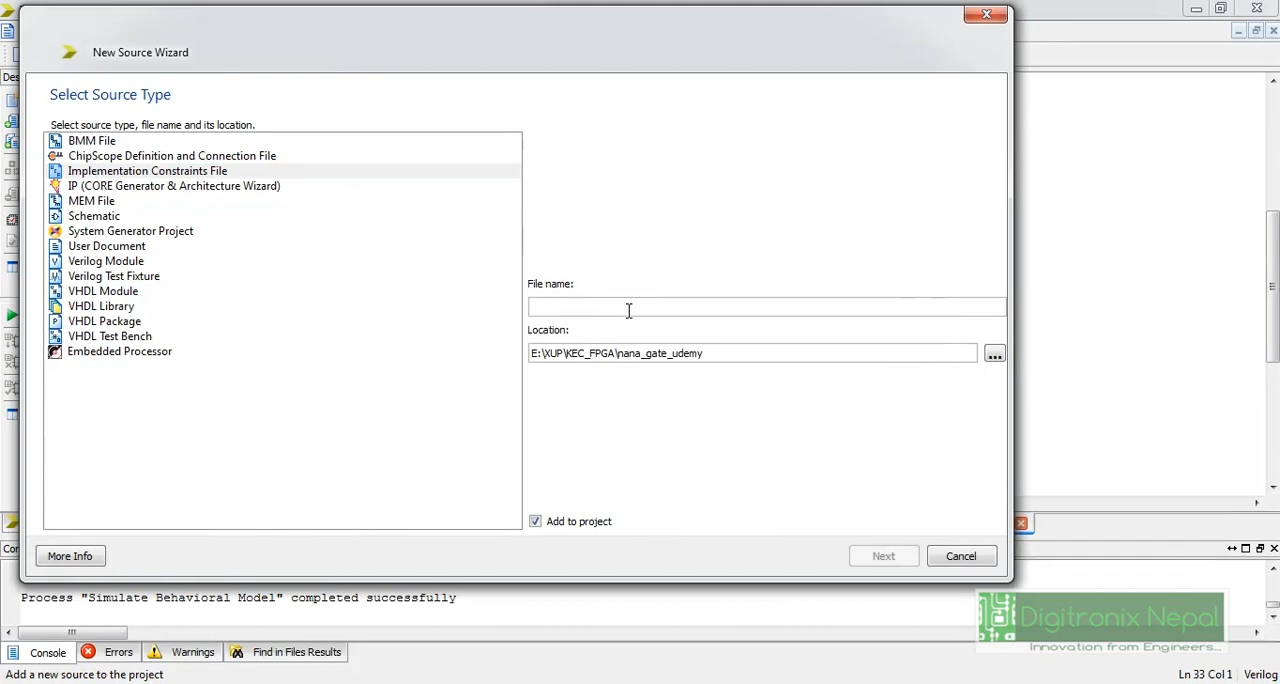 New Source Wizard
Des
Select Source Type
Select source type, file name and its location.
BMM File
ChipScope Definition and Connection File
Implementation Constraints File
IP (CORE Generator & Architecture Wizard)
MEM File
Schematic
System Generator Project
User Document
Verilog Module
Verilog Test Fixture
VHDL Module
VHDL Library
VHDL Package
VHDL Test Bench
Embedded Processor
File name:
Location:
E:\XUP\KEC_FPGA\nana_gate_udemy
...
Add to project
More Info
Next
Cancel
Con
Process "Simulate Behavioral Model" completed successfully
Digitronix Nepal
Innovation from Engineers...
Console
Errors
Warnings
Find in Files Results
Add a new source to the project
Ln 33 Col 1
Verilog